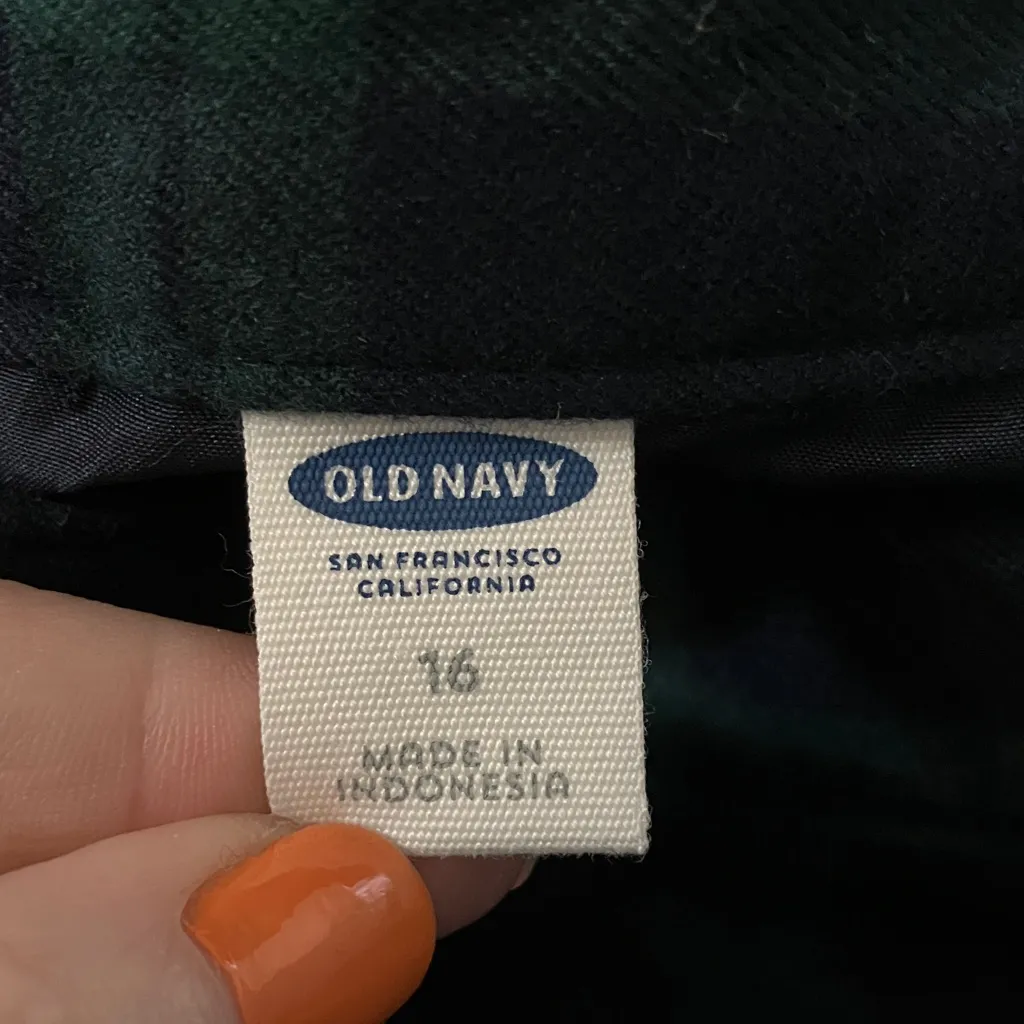 OLD NAVY
SAN FRANCISCO
CALIFORNIA
16
MADE IN
INDONESIA